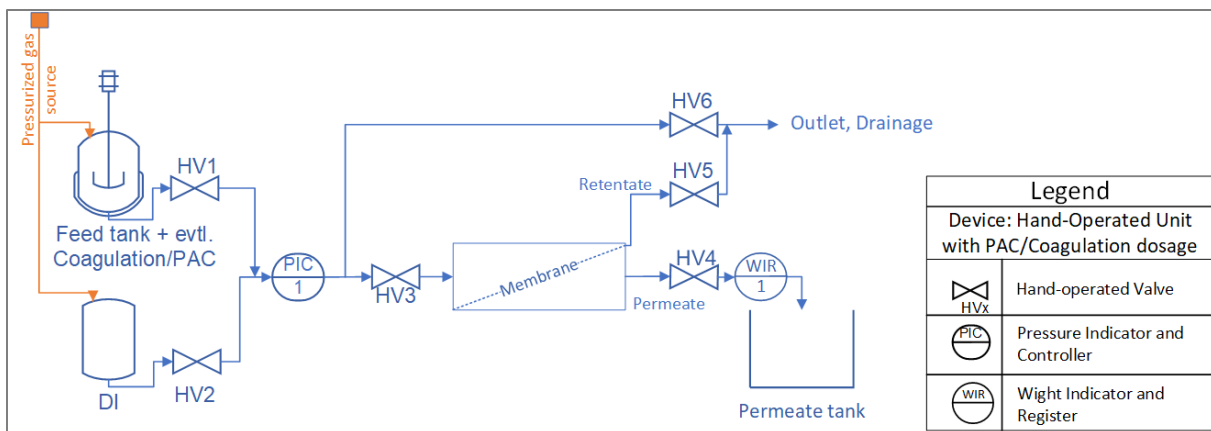 Pressurized gas
source
HV1
Feed tank + evtl.
Coagulation/PAC
PIC
1
DI
HV2
HV3
Membrane
HV6
Outlet, Drainage
Retentate
HV5
HV4
Permeate
WIR
1
Permeate tank
Legend
Device: Hand-Operated Unit
with PAC/Coagulation dosage
HVx
Hand-operated Valve
PIC
Pressure Indicator and
Controller
WIR
Wight Indicator and
Register